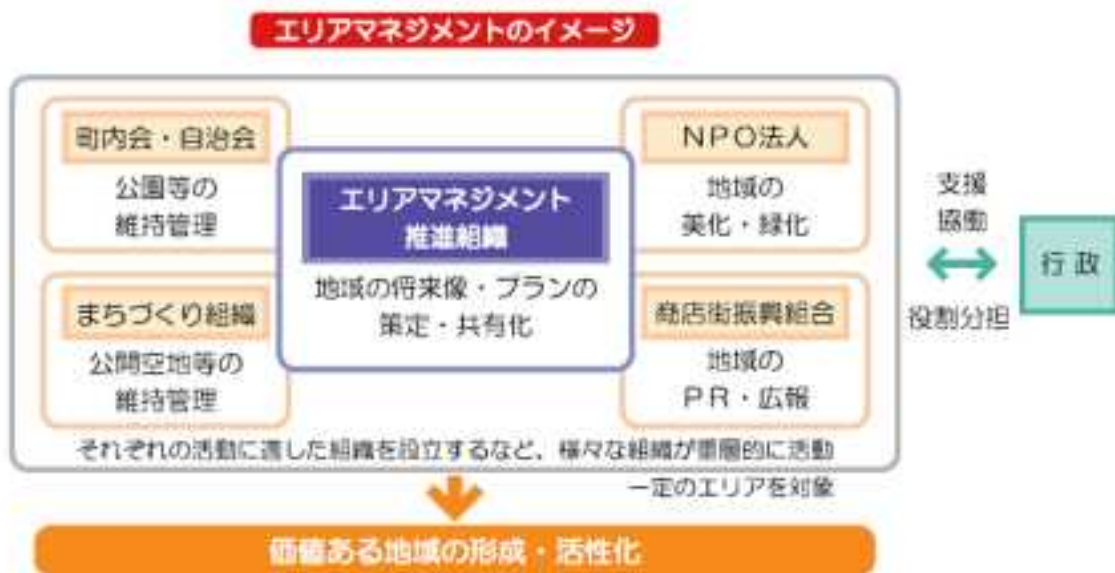 エリアマネジメントのイメージ
町内会・自治会
公園等の
維持管理
NPO法人
地域の
美化・緑化
エリアマネジメント
推進組織
地域の将来像・プランの
策定・共有化
まちづくり組織
公開空地等の
維持管理
商店街振興組合
地域の
PR・広報
それぞれの活動に適した組織を設立するなど、様々な組織が重層的に活動
一定のエリアを対象
支援
協働
役割分担
行政
価値ある地域の形成・活性化